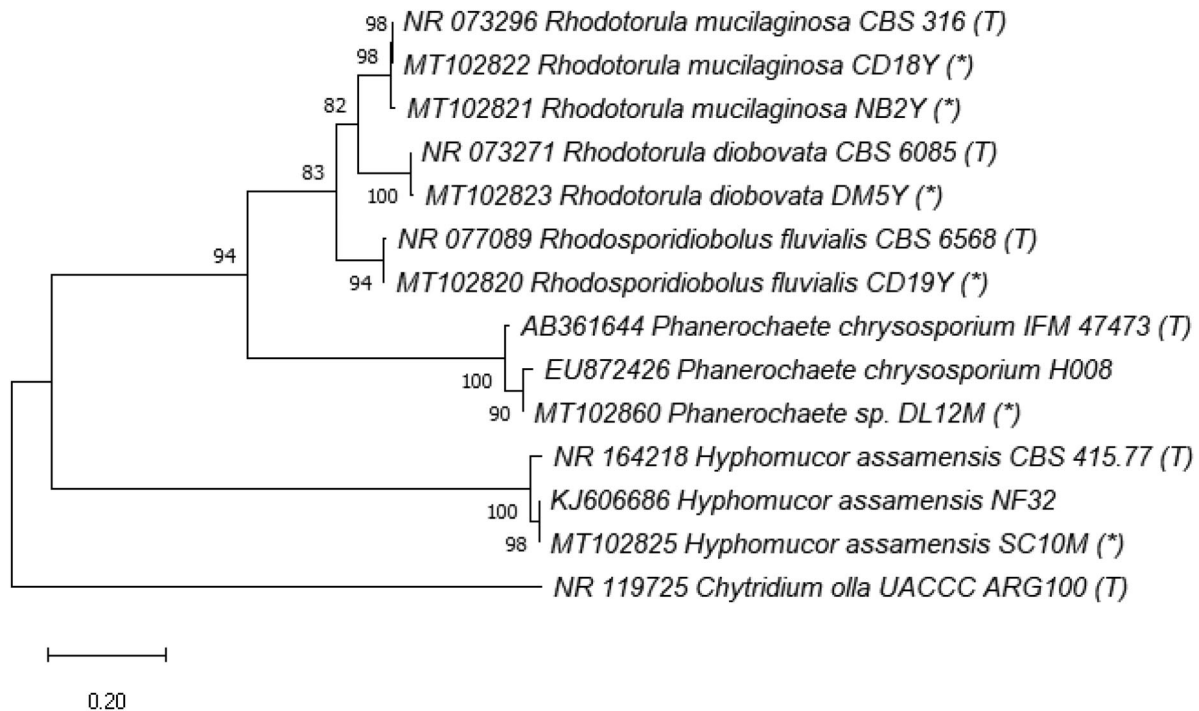 98
NR 073296 Rhodotorula mucilaginosa CBS 316 (T)
98
MT102822 Rhodotorula mucilaginosa CD18Y (*)
82
MT102821 Rhodotorula mucilaginosa NB2Y (*)
NR 073271 Rhodotorula diobovata CBS 6085 (T)
83
100
MT102823 Rhodotorula diobovata DM5Y (*)
NR 077089 Rhodosporidiobolus fluvialis CBS 6568 (T)
94
94
MT102820 Rhodosporidiobolus fluvialis CD19Y (*)
AB361644 Phanerochaete chrysosporium IFM 47473 (T)
EU872426 Phanerochaete chrysosporium H008
100
90
MT102860 Phanerochaete sp. DL12M (*)
NR 164218 Hyphomucor assamensis CBS 415.77 (T)
KJ606686 Hyphomucor assamensis NF32
100
98
MT102825 Hyphomucor assamensis SC10M (*)
NR 119725 Chytridium olla UACCC ARG100 (T)
0.20